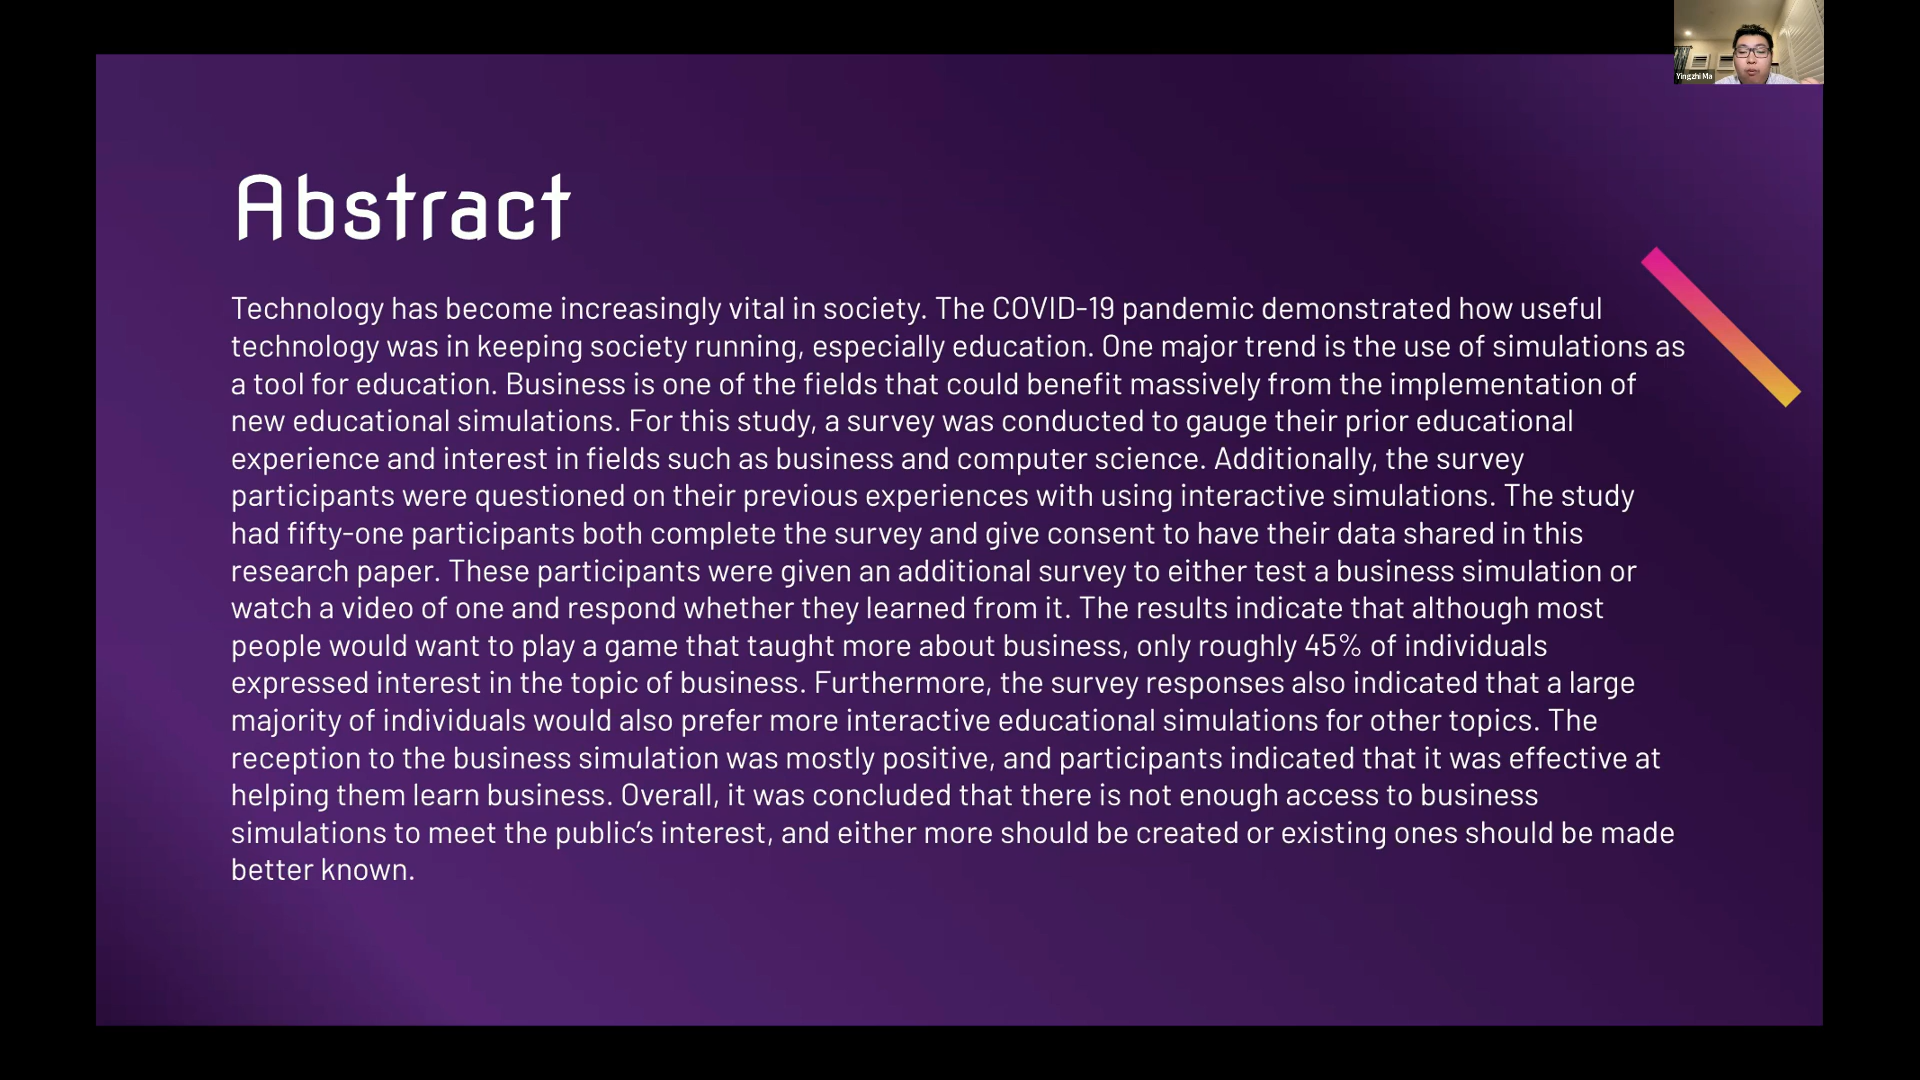 Yingzhi Ma
Abstract
Technology has become increasingly vital in society. The COVID-19 pandemic demonstrated how useful
technology was in keeping society running, especially education. One major trend is the use of simulations as
a tool for education. Business is one of the fields that could benefit massively from the implementation of
new educational simulations. For this study, a survey was conducted to gauge their prior educational
experience and interest in fields such as business and computer science. Additionally, the survey
participants were questioned on their previous experiences with using interactive simulations. The study
had fifty-one participants both complete the survey and give consent to have their data shared in this
research paper. These participants were given an additional survey to either test a business simulation or
watch a video of one and respond whether they learned from it. The results indicate that although most
people would want to play a game that taught more about business, only roughly 45% of individuals
expressed interest in the topic of business. Furthermore, the survey responses also indicated that a large
majority of individuals would also prefer more interactive educational simulations for other topics. The
reception to the business simulation was mostly positive, and participants indicated that it was effective at
helping them learn business. Overall, it was concluded that there is not enough access to business
simulations to meet the public’s interest, and either more should be created or existing ones should be made
better known.